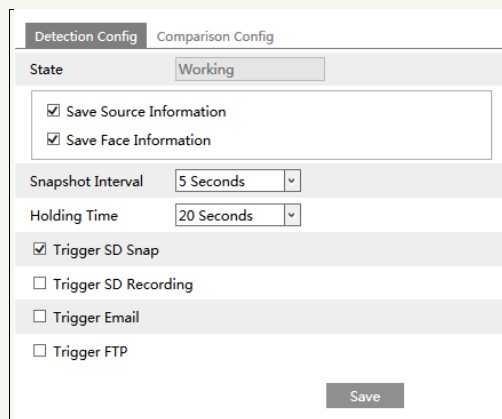 Detection Config Comparison Config
State Working
Save Source Information
Save Face Information
Snapshot Interval 5 Seconds
Holding Time 20 Seconds
Trigger SD Snap
Trigger SD Recording
Trigger Email
Trigger FTP
Save